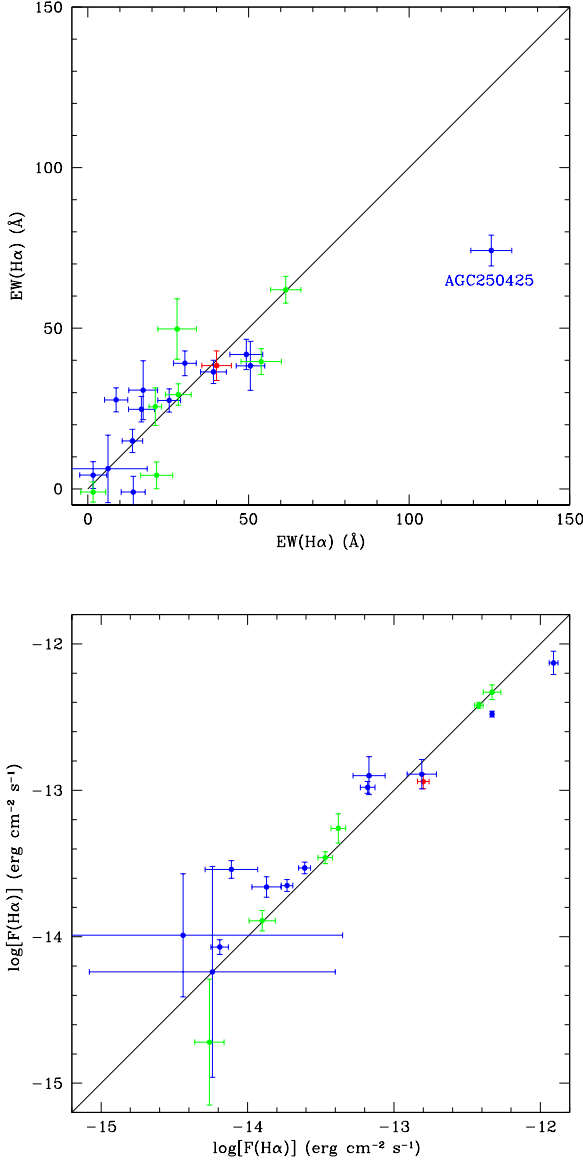 150
100
50
0
EW(Hα) (Å)
AGC250425
0 50 100 150
EW(Hα) (Å)
−12
−13
−14
−15
log[F(Hα)] (erg cm⁻² s⁻¹)
−15 −14 −13 −12
log[F(Hα)] (erg cm⁻² s⁻¹)